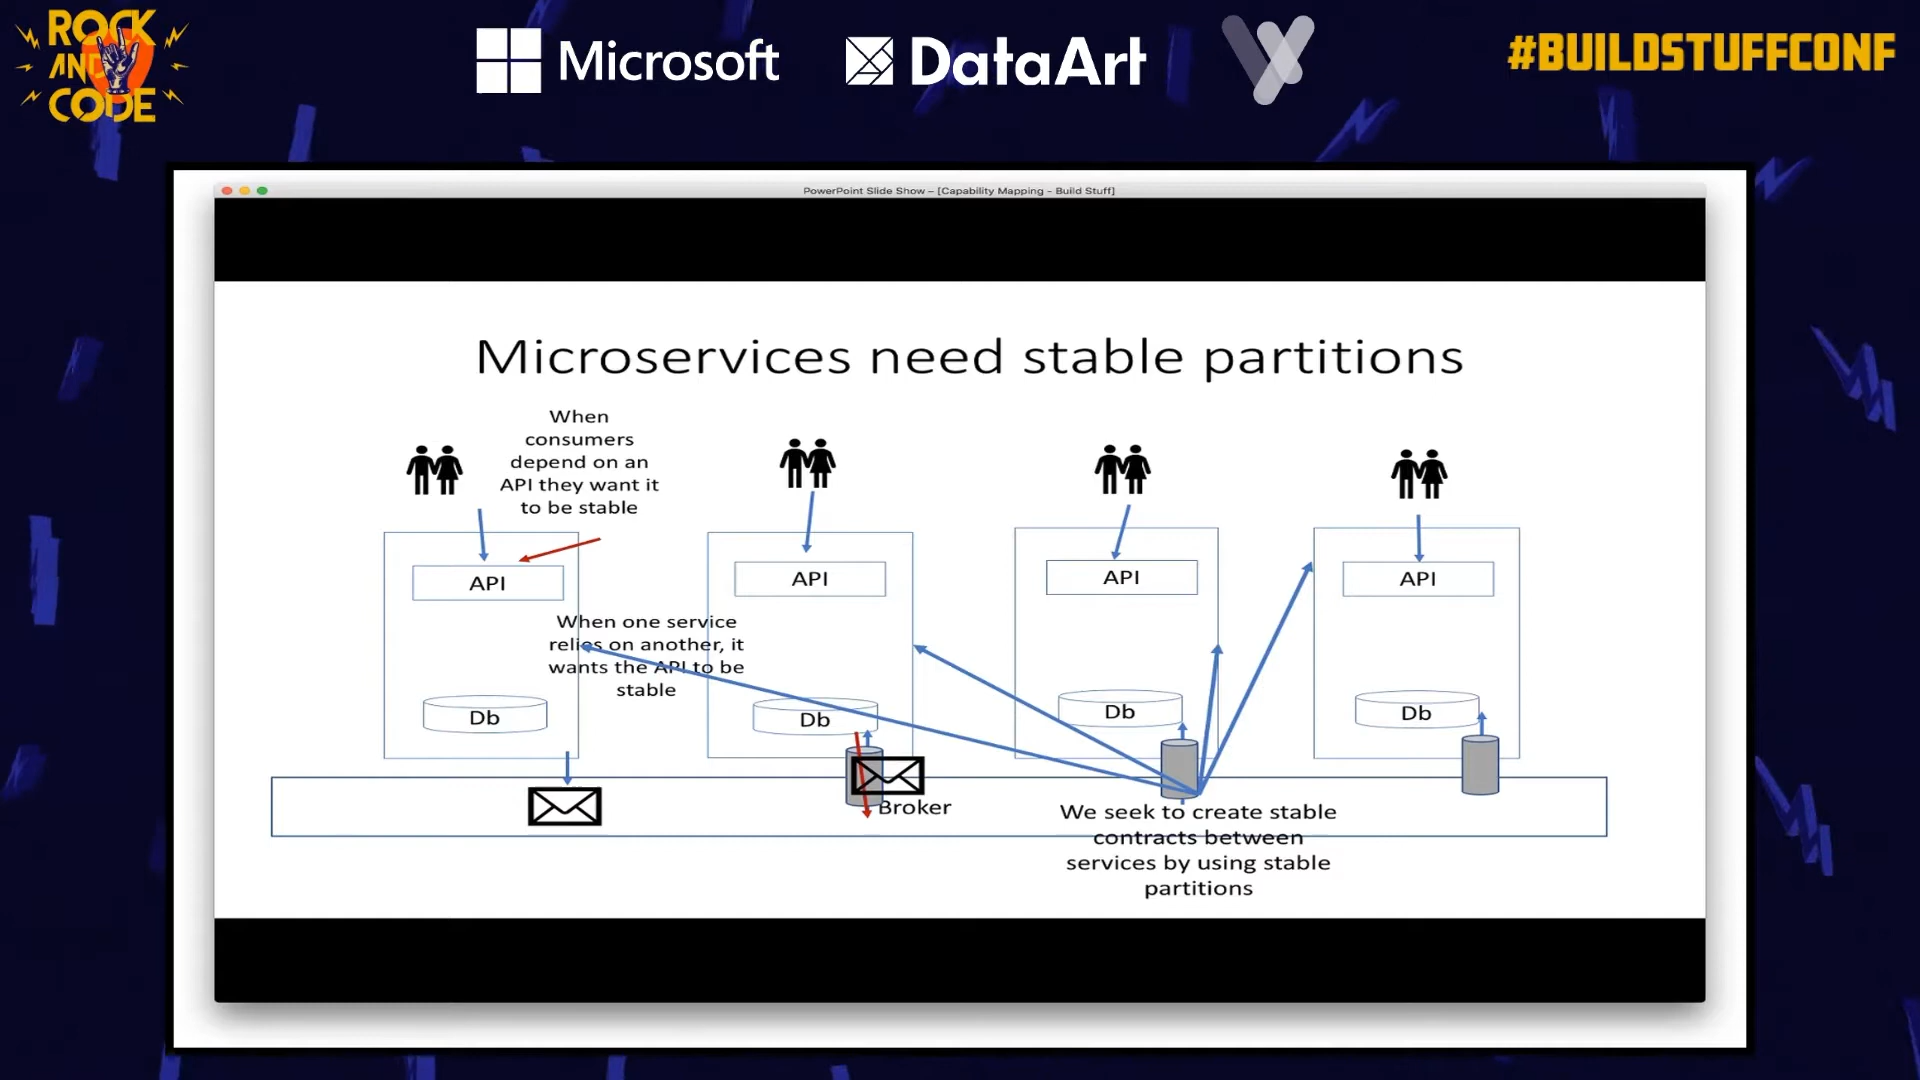 ROCK
AND
CODE
Microsoft
DataArt
#BUILDSTUFFCONF
PowerPoint Slide Show – [Capability Mapping - Build Stuff]
Microservices need stable partitions
When
consumers
depend on an
API they want it
to be stable
API
API
API
API
When one service
relies on another, it
wants the API to be
stable
Db
Db
Db
Db
Broker
We seek to create stable
contracts between
services by using stable
partitions